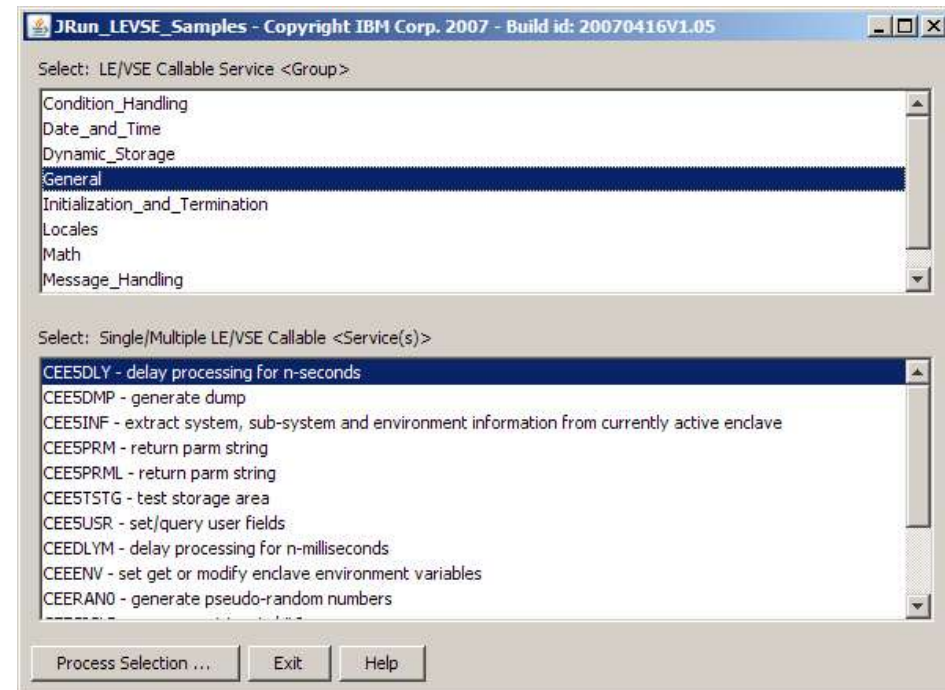 JRun_LEVSE_Samples - Copyright IBM Corp. 2007 - Build id: 20070416V1.05
Select: LE/VSE Callable Service <Group>
Condition_Handling
Date_and_Time
Dynamic_Storage
General
Initialization_and_Termination
Locales
Math
Message_Handling
Select: Single/Multiple LE/VSE Callable <Service(s)>
CEE5DLY - delay processing for n-seconds
CEE5DMP - generate dump
CEE5INF - extract system, sub-system and environment information from currently active enclave
CEE5PRM - return parm string
CEE5PRML - return parm string
CEE5TSTG - test storage area
CEE5USR - set/query user fields
CEEDLYM - delay processing for n-milliseconds
CEEENV - set get or modify enclave environment variables
CEERAN0 - generate pseudo-random numbers
Process Selection ...
Exit
Help